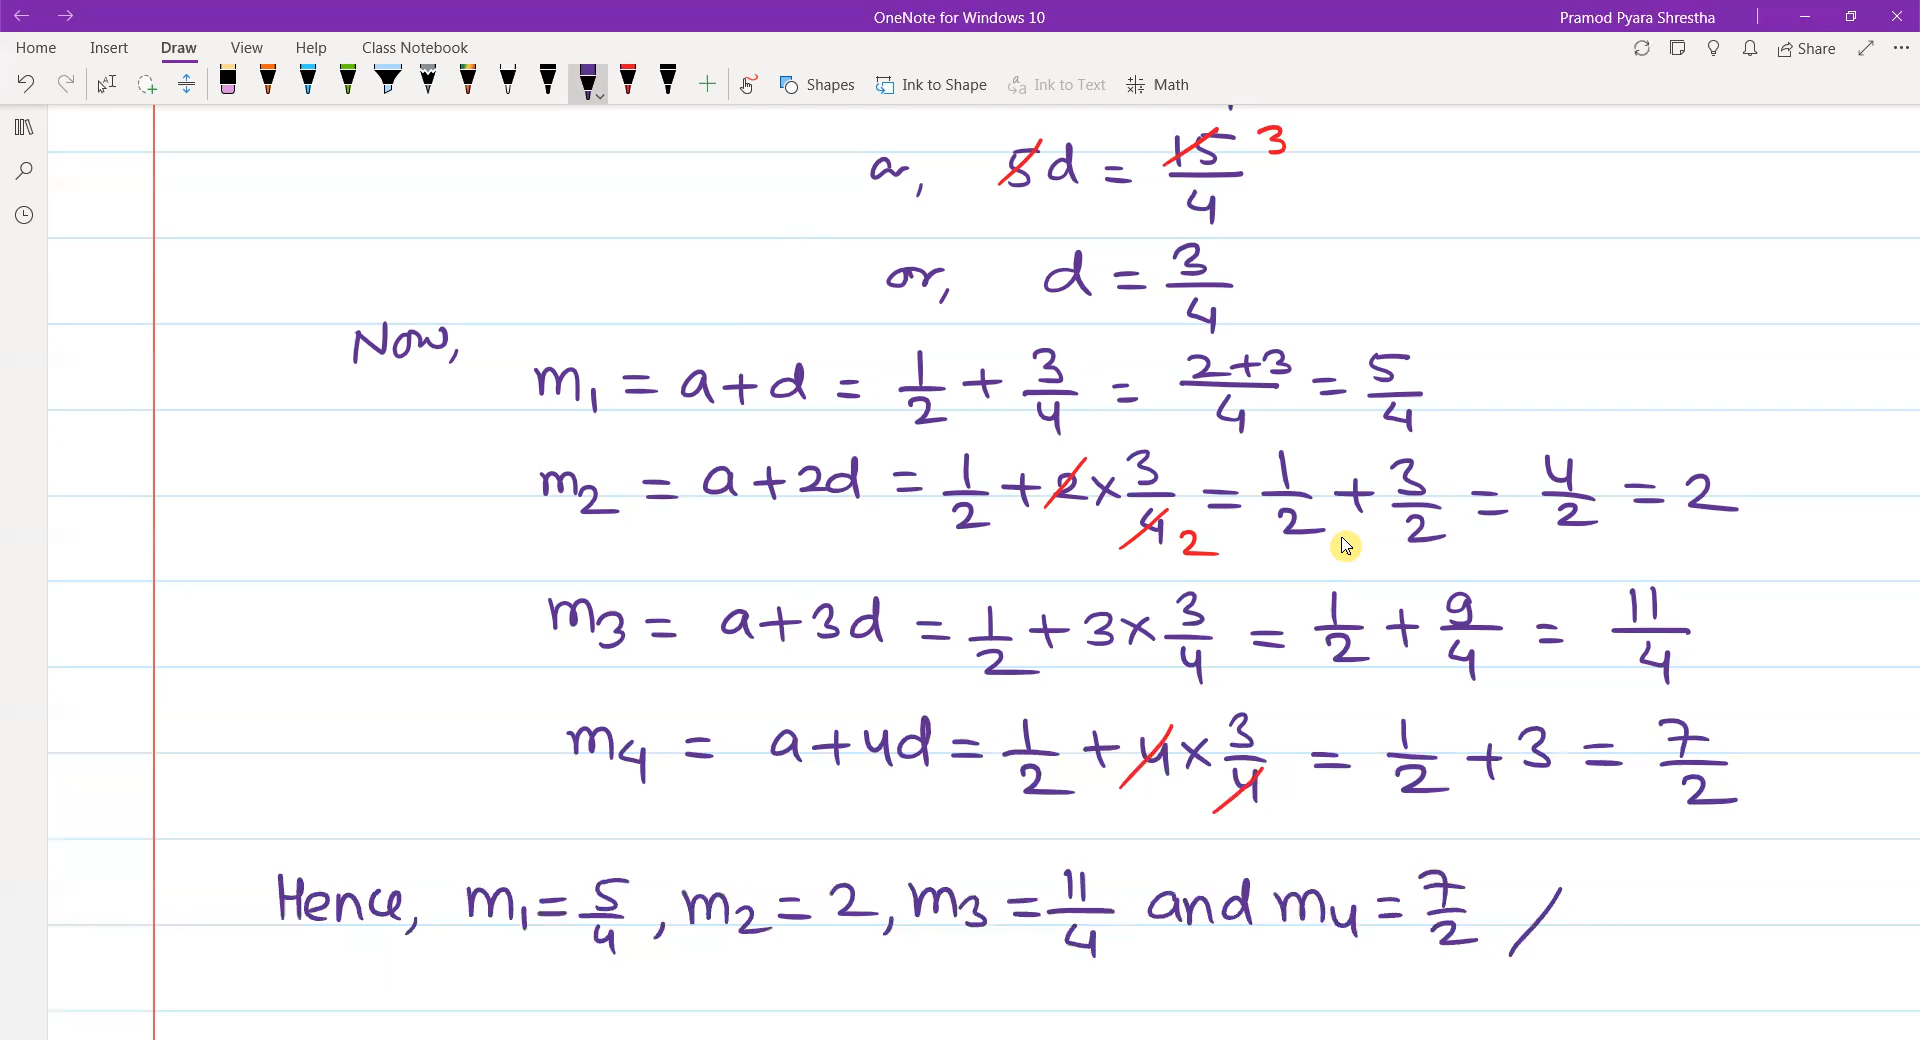 OneNote for Windows 10
Pramod Pyara Shrestha
Home Insert Draw View Help Class Notebook
Share
Shapes Ink to Shape Ink to Text Math
or, 5d = 15/4 3
or, d = 3/4
Now,
m₁ = a + d = 1/2 + 3/4 = 2+3/4 = 5/4
m₂ = a + 2d = 1/2 + 2 × 3/4 2 = 1/2 + 3/2 = 4/2 = 2
m₃ = a + 3d = 1/2 + 3 × 3/4 = 1/2 + 9/4 = 11/4
m₄ = a + 4d = 1/2 + 4 × 3/4 = 1/2 + 3 = 7/2
Hence, m₁ = 5/4, m₂ = 2, m₃ = 11/4 and m₄ = 7/2 /